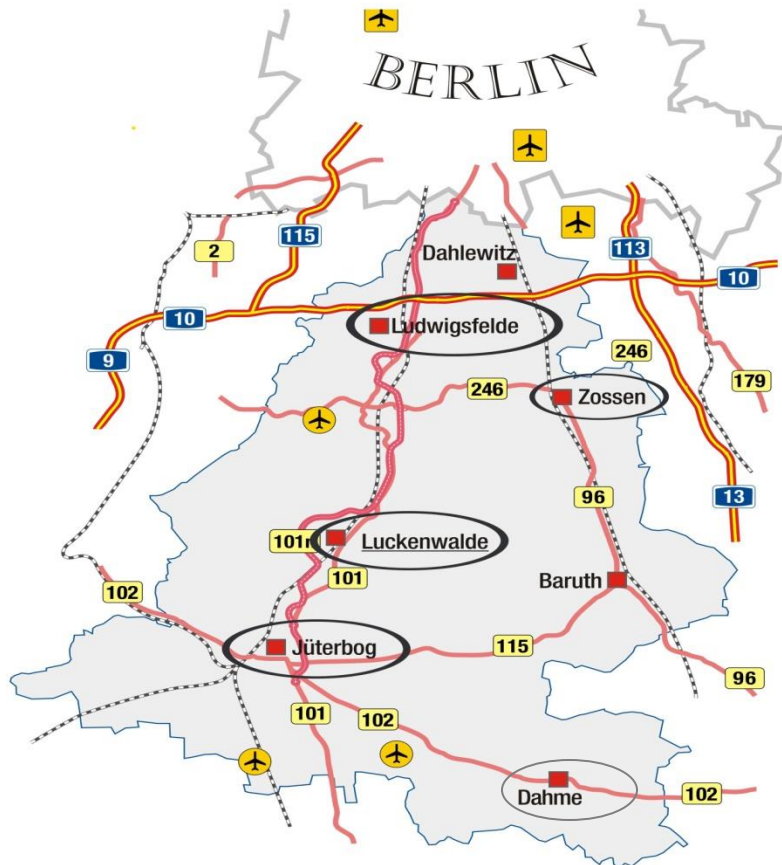 BERLIN
2
115
Dahlewitz
113
10
10
Ludwigsfelde
9
246
179
246
Zossen
96
13
101n
Luckenwalde
101
102
Baruth
Jüterbog
115
96
101
102
Dahme
102